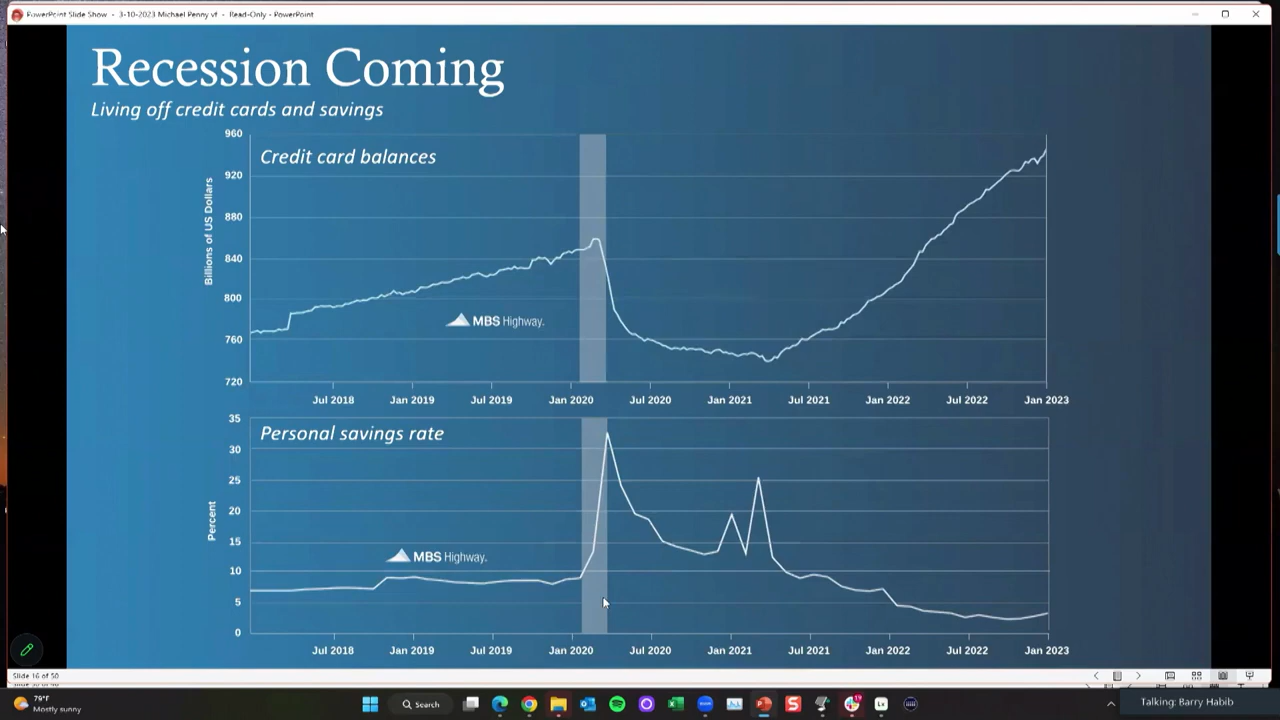 PowerPoint Slide Show - 3-10-2023 Michael Penny vf - Read-Only - PowerPoint
Recession Coming
Living off credit cards and savings
Credit card balances
Billions of US Dollars
960
920
880
840
800
760
720
MBS Highway.
Jul 2018 Jan 2019 Jul 2019 Jan 2020 Jul 2020 Jan 2021 Jul 2021 Jan 2022 Jul 2022 Jan 2023
Personal savings rate
Percent
35
30
25
20
15
10
5
0
MBS Highway.
Jul 2018 Jan 2019 Jul 2019 Jan 2020 Jul 2020 Jan 2021 Jul 2021 Jan 2022 Jul 2022 Jan 2023
Slide 16 of 50
79°F
Mostly sunny
Search
19
Lv
Talking: Barry Habib